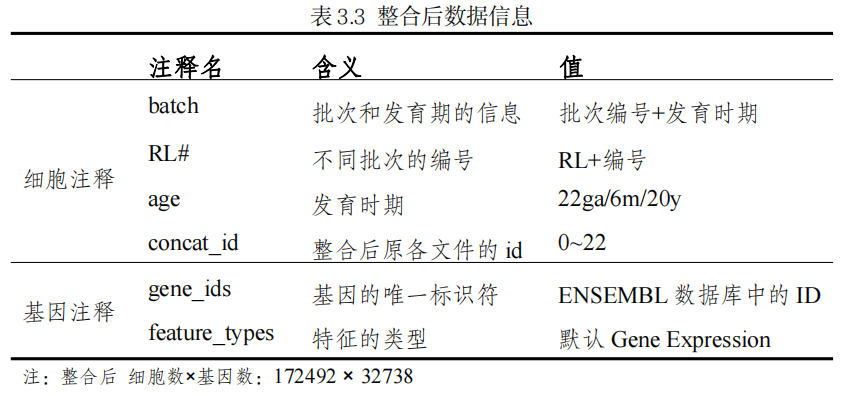 表3.3 整合后数据信息
注释名 含义 值
batch 批次和发育期的信息 批次编号+发育时期
RL# 不同批次的编号 RL+编号
细胞注释
age 发育时期 22ga/6m/20y
concat_id 整合后原各文件的 id 0~22
gene_ids 基因的唯一标识符 ENSEMBL 数据库中的 ID
基因注释
feature_types 特征的类型 默认 Gene Expression
注：整合后 细胞数×基因数：172492 × 32738